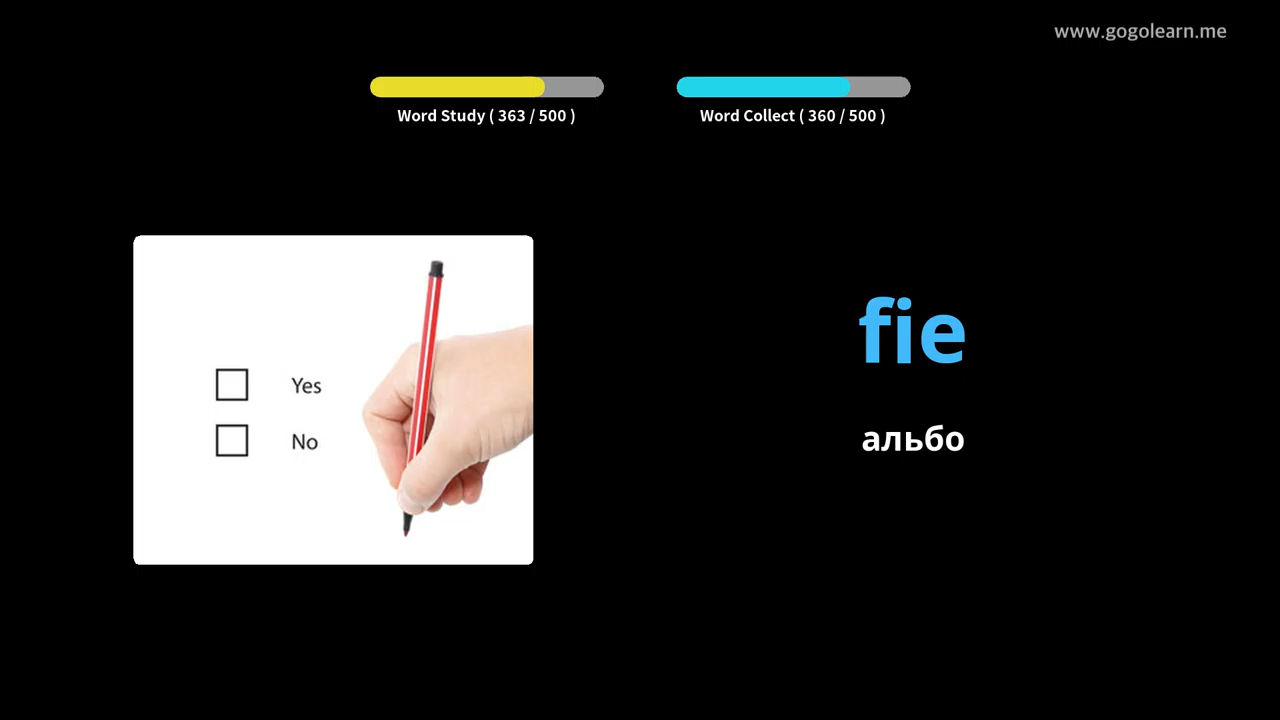 www.gogolearn.me
Word Study ( 363 / 500 )
Word Collect ( 360 / 500 )
Yes
No
fie
альбо